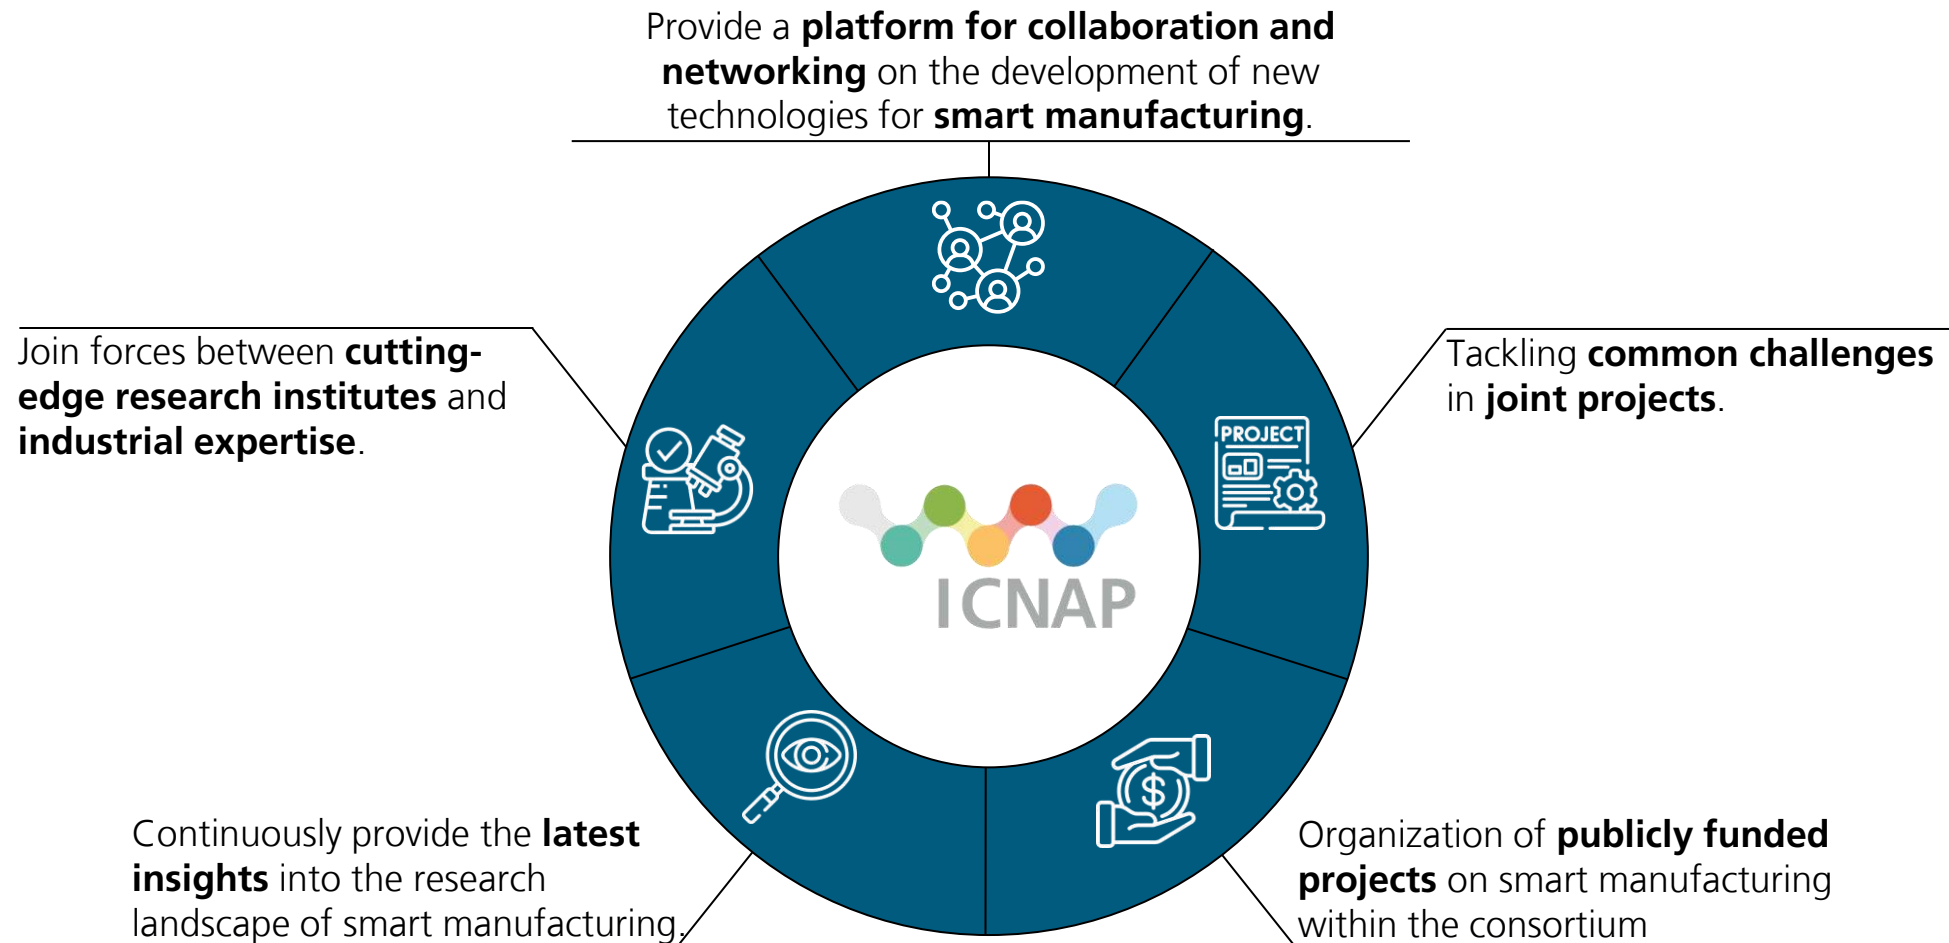 Provide a platform for collaboration and
networking on the development of new
technologies for smart manufacturing.
Join forces between cutting-
edge research institutes and
industrial expertise.
Tackling common challenges
in joint projects.
PROJECT
$
ICNAP
Continuously provide the latest
insights into the research
landscape of smart manufacturing.
Organization of publicly funded
projects on smart manufacturing
within the consortium